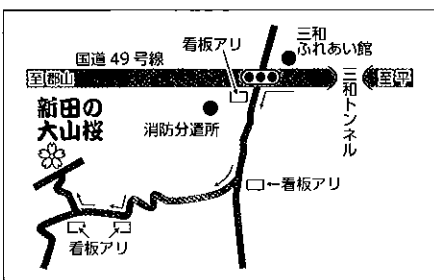 三和
ふれあい館
看板アリ
国道49号線
至郡山
至平
三和トンネル
新田の
大山桜
消防分遣所
←看板アリ
看板アリ